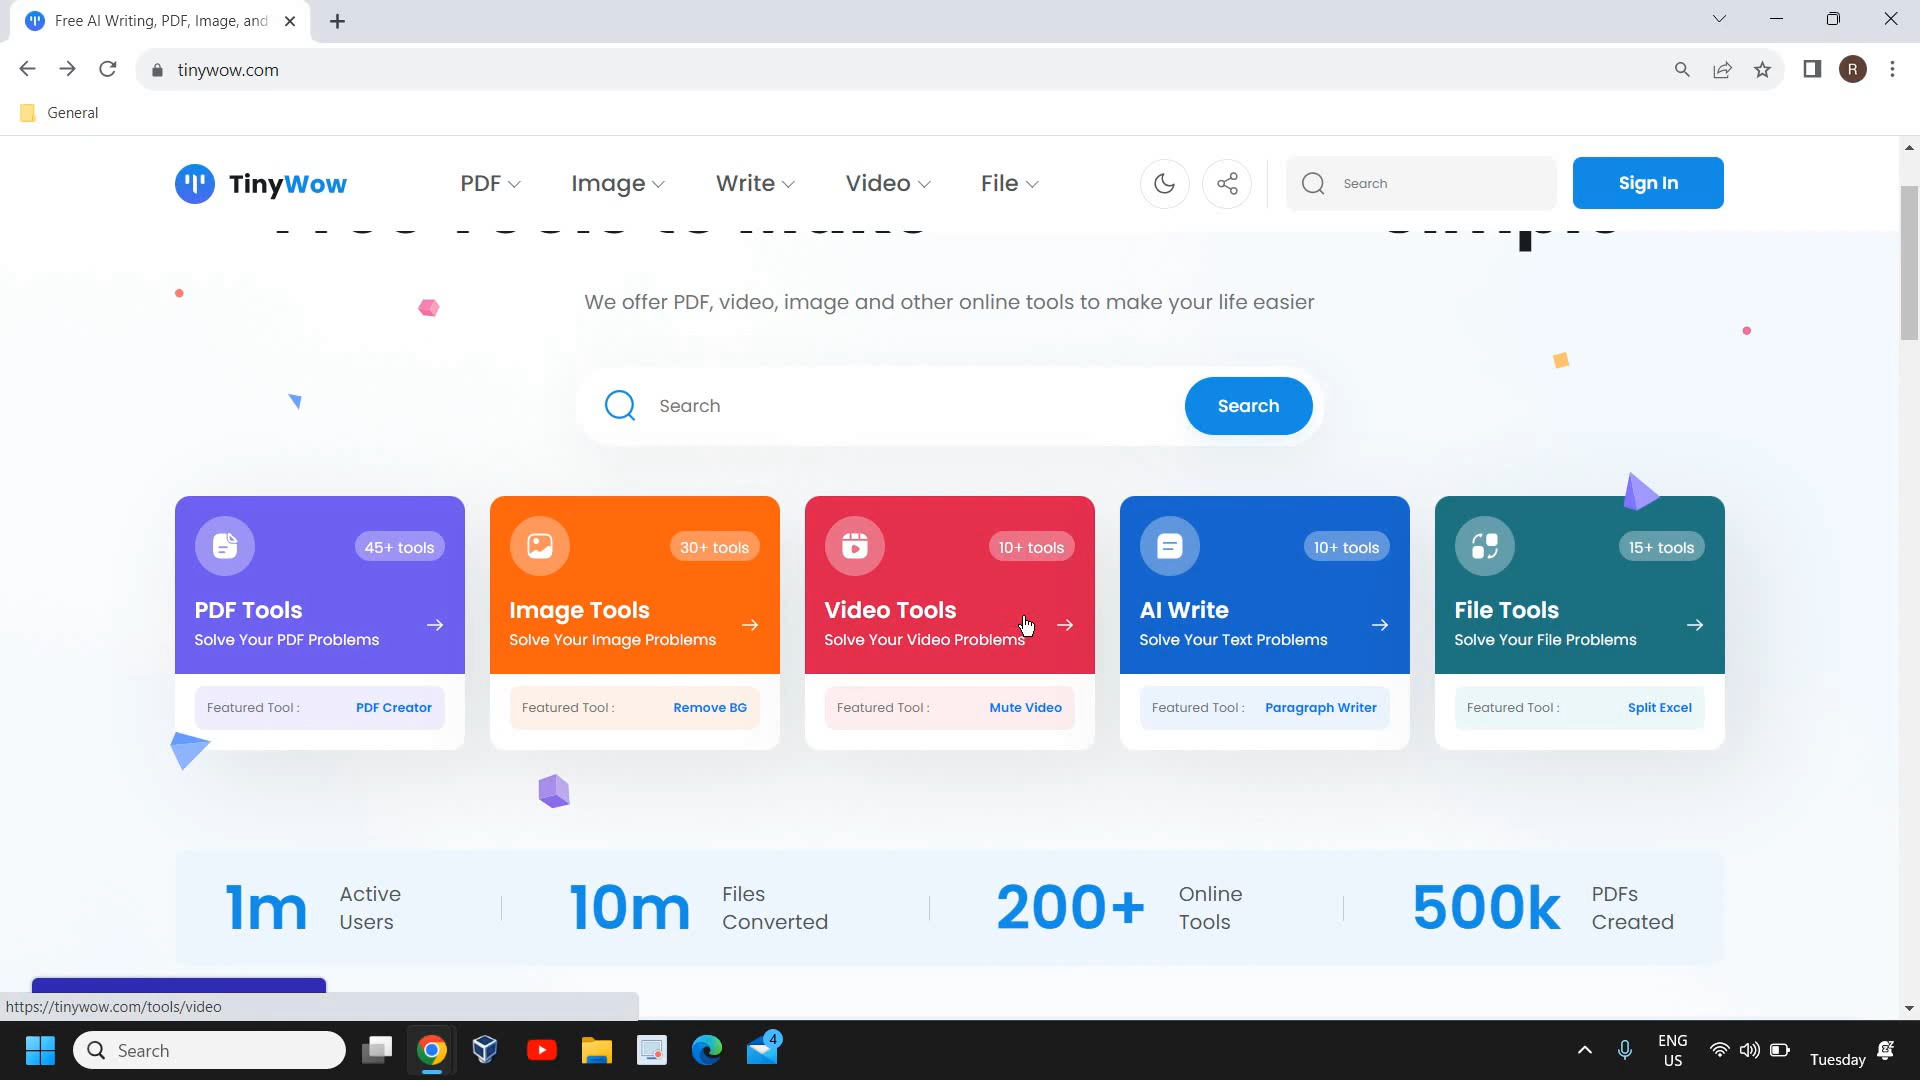 Free AI Writing, PDF, Image, and
tinywow.com
R
General
TinyWow
PDF
Image
Write
Video
File
Search
Sign In
We offer PDF, video, image and other online tools to make your life easier
Search
Search
45+ tools
PDF Tools
Solve Your PDF Problems
Featured Tool :
PDF Creator
30+ tools
Image Tools
Solve Your Image Problems
Featured Tool :
Remove BG
10+ tools
Video Tools
Solve Your Video Problems
Featured Tool :
Mute Video
10+ tools
AI Write
Solve Your Text Problems
Featured Tool :
Paragraph Writer
15+ tools
File Tools
Solve Your File Problems
Featured Tool :
Split Excel
1m
Active
Users
10m
Files
Converted
200+
Online
Tools
500k
PDFs
Created
https://tinywow.com/tools/video
Search
4
ENG
US
Tuesday